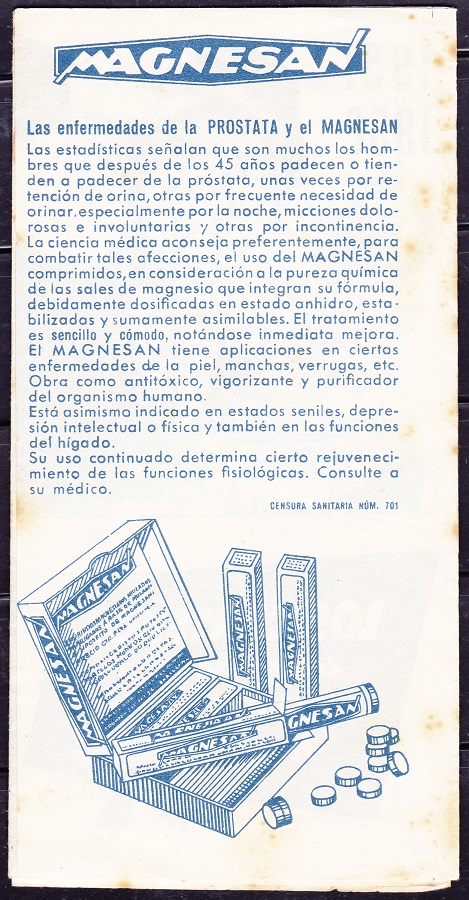 MAGNESAN
Las enfermedades de la PROSTATA y el MAGNESAN
Las estadísticas señalan que son muchos los hom-
bres que después de los 45 años padecen o tien-
den a padecer de la próstata, unas veces por re-
tención de orina, otras por frecuente necesidad de
orinar. especialmente por la noche, micciones dolo-
rosas e involuntarias y otras por incontinencia.
La ciencia médica aconseja preferentemente, para
combatir tales afecciones, el uso del MAGNESAN
comprimidos, en consideración a la pureza química
de las sales de magnesio que integran su fórmula,
debidamente dosificadas en estado anhidro, esta-
bilizadas y sumamente asimilables. El tratamiento
es sencillo y cómodo, notándose inmediata mejora.
El MAGNESAN tiene aplicaciones en ciertas
enfermedades de la piel, manchas, verrugas, etc.
Obra como antitóxico, vigorizante y purificador
del organismo humano.
Está asimismo indicado en estados seniles, depre-
sión intelectual o física y también en las funciones
del hígado.
Su uso continuado determina cierto rejuveneci-
miento de las funciones fisiológicas. Consulte a
su médico.
CENSURA SANITARIA NÚM. 701
MAGNESAN
MAGNESAN
MAGNESAN
MAGNESAN
MAGNESAN
MAGNESAN
MAGNESAN